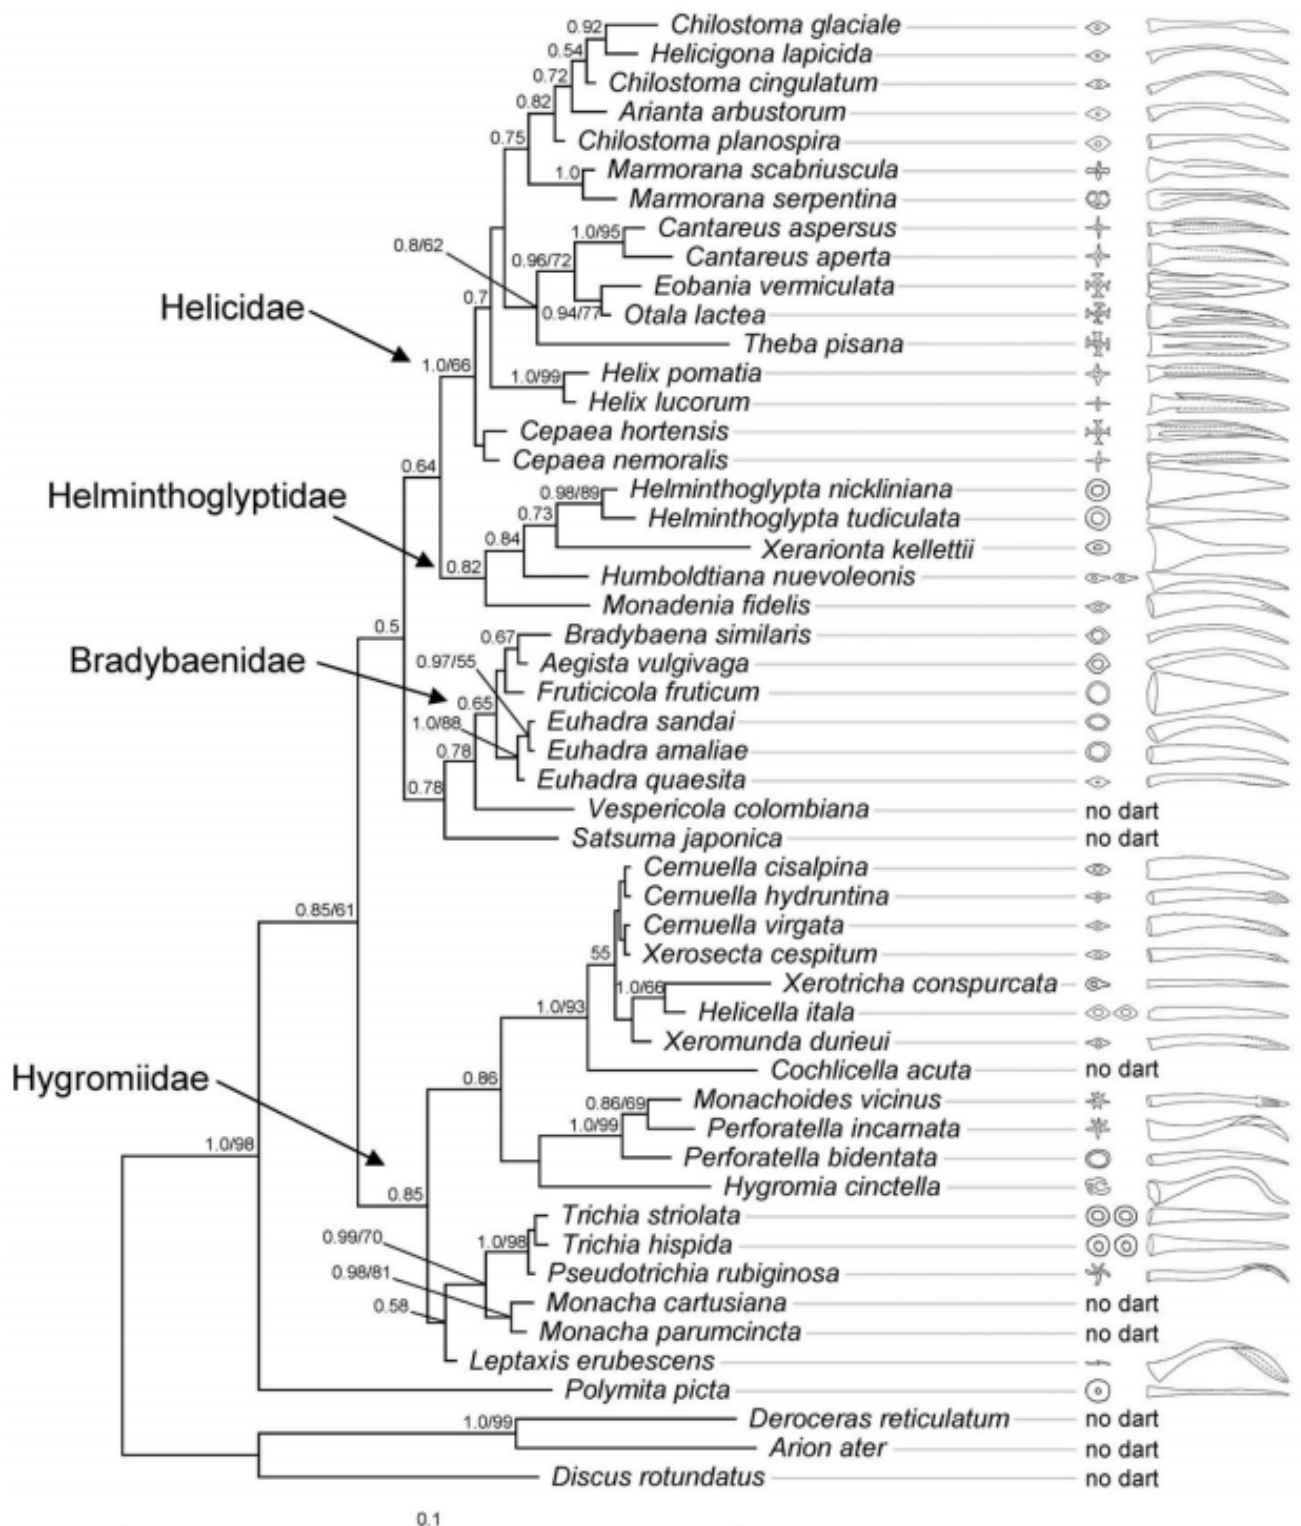 0.92
Chilostoma glaciale
0.54
Helicigona lapicida
0.72
Chilostoma cingulatum
0.82
Arianta arbustorum
0.75
Chilostoma planospira
1.0
Marmorana scabriuscula
Marmorana serpentina
1.0/95
Cantareus aspersus
0.8/62
0.96/72
Cantareus aperta
Eobania vermiculata
0.7
0.94/77
Otala lactea
Helicidae
Theba pisana
1.0/66
1.0/99
Helix pomatia
Helix lucorum
Cepaea hortensis
Cepaea nemoralis
0.64
Helminthoglyptidae
0.98/89
Helminthoglypta nickliniana
0.73
Helminthoglypta tudiculata
0.84
Xerarionta kellettii
0.82
Humboldtiana nuevoleonis
Monadenia fidelis
0.5
0.67
Bradybaena similaris
Bradybaenidae
0.97/55
Aegista vulgivaga
Fruticicola fruticum
0.65
1.0/88
Euhadra sandai
0.78
Euhadra amaliae
0.78
Euhadra quaesita
Vespericola colombiana no dart
Satsuma japonica no dart
Cernuella cisalpina
Cernuella hydruntina
0.85/61
Cernuella virgata
55
Xerosecta cespitum
1.0/66
Xerotricha conspurcata
1.0/93
Helicella itala
Xeromunda durieui
Cochlicella acuta no dart
Hygromiidae
0.86
0.86/69
Monachoides vicinus
1.0/99
Perforatella incarnata
1.0/98
Perforatella bidentata
0.85
Hygromia cinctella
Trichia striolata
0.99/70
1.0/98
Trichia hispida
0.98/81
Pseudotrichia rubiginosa
0.58
Monacha cartusiana no dart
Monacha parumcincta no dart
Leptaxis erubescens
Polymita picta
1.0/99
Deroceras reticulatum no dart
Arion ater no dart
Discus rotundatus no dart
0.1